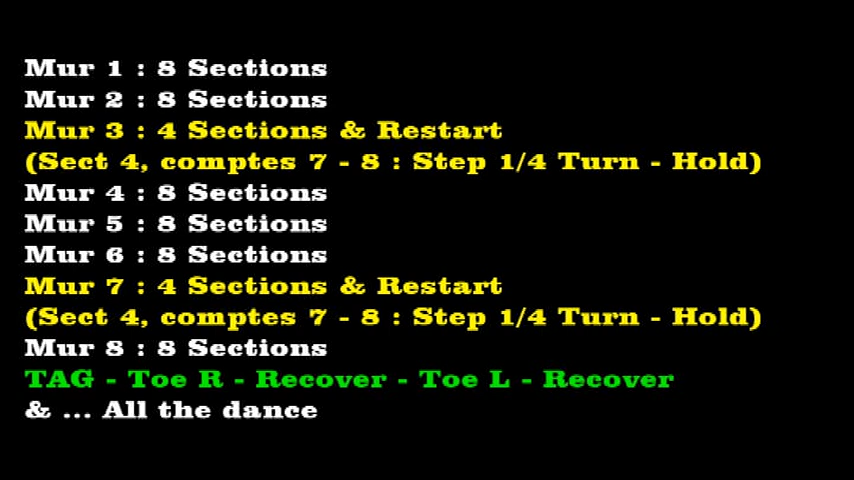 Mur 1 : 8 Sections
Mur 2 : 8 Sections
Mur 3 : 4 Sections & Restart
(Sect 4, comptes 7 - 8 : Step 1/4 Turn - Hold)
Mur 4 : 8 Sections
Mur 5 : 8 Sections
Mur 6 : 8 Sections
Mur 7 : 4 Sections & Restart
(Sect 4, comptes 7 - 8 : Step 1/4 Turn - Hold)
Mur 8 : 8 Sections
TAG - Toe R - Recover - Toe L - Recover
& ... All the dance